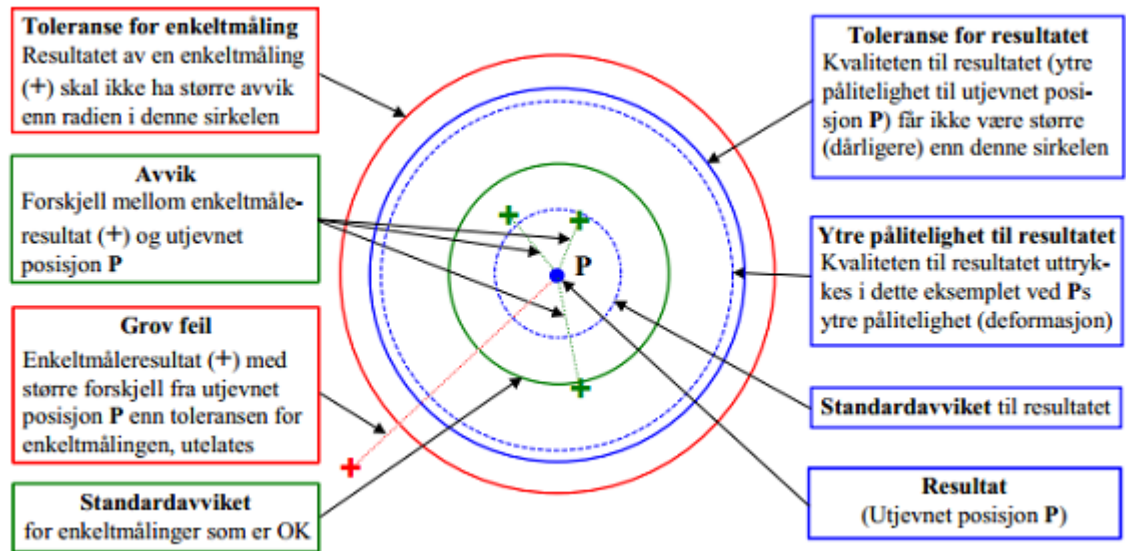 Toleranse for enkeltmåling
Resultatet av en enkeltmåling
(+) skal ikke ha større avvik
enn radien i denne sirkelen
Avvik
Forskjell mellom enkeltmåle-
resultat (+) og utjevnet
posisjon P
Grov feil
Enkeltmåleresultat (+) med
større forskjell fra utjevnet
posisjon P enn toleransen for
enkeltmålingen, utelates
Standardavviket
for enkeltmålinger som er OK
P
Toleranse for resultatet
Kvaliteten til resultatet (ytre
pålitelighet til utjevnet posi-
sjon P) får ikke være større
(dårligere) enn denne sirkelen
Ytre pålitelighet til resultatet
Kvaliteten til resultatet uttryk-
kes i dette eksemplet ved Ps
ytre pålitelighet (deformasjon)
Standardavviket til resultatet
Resultat
(Utjevnet posisjon P)